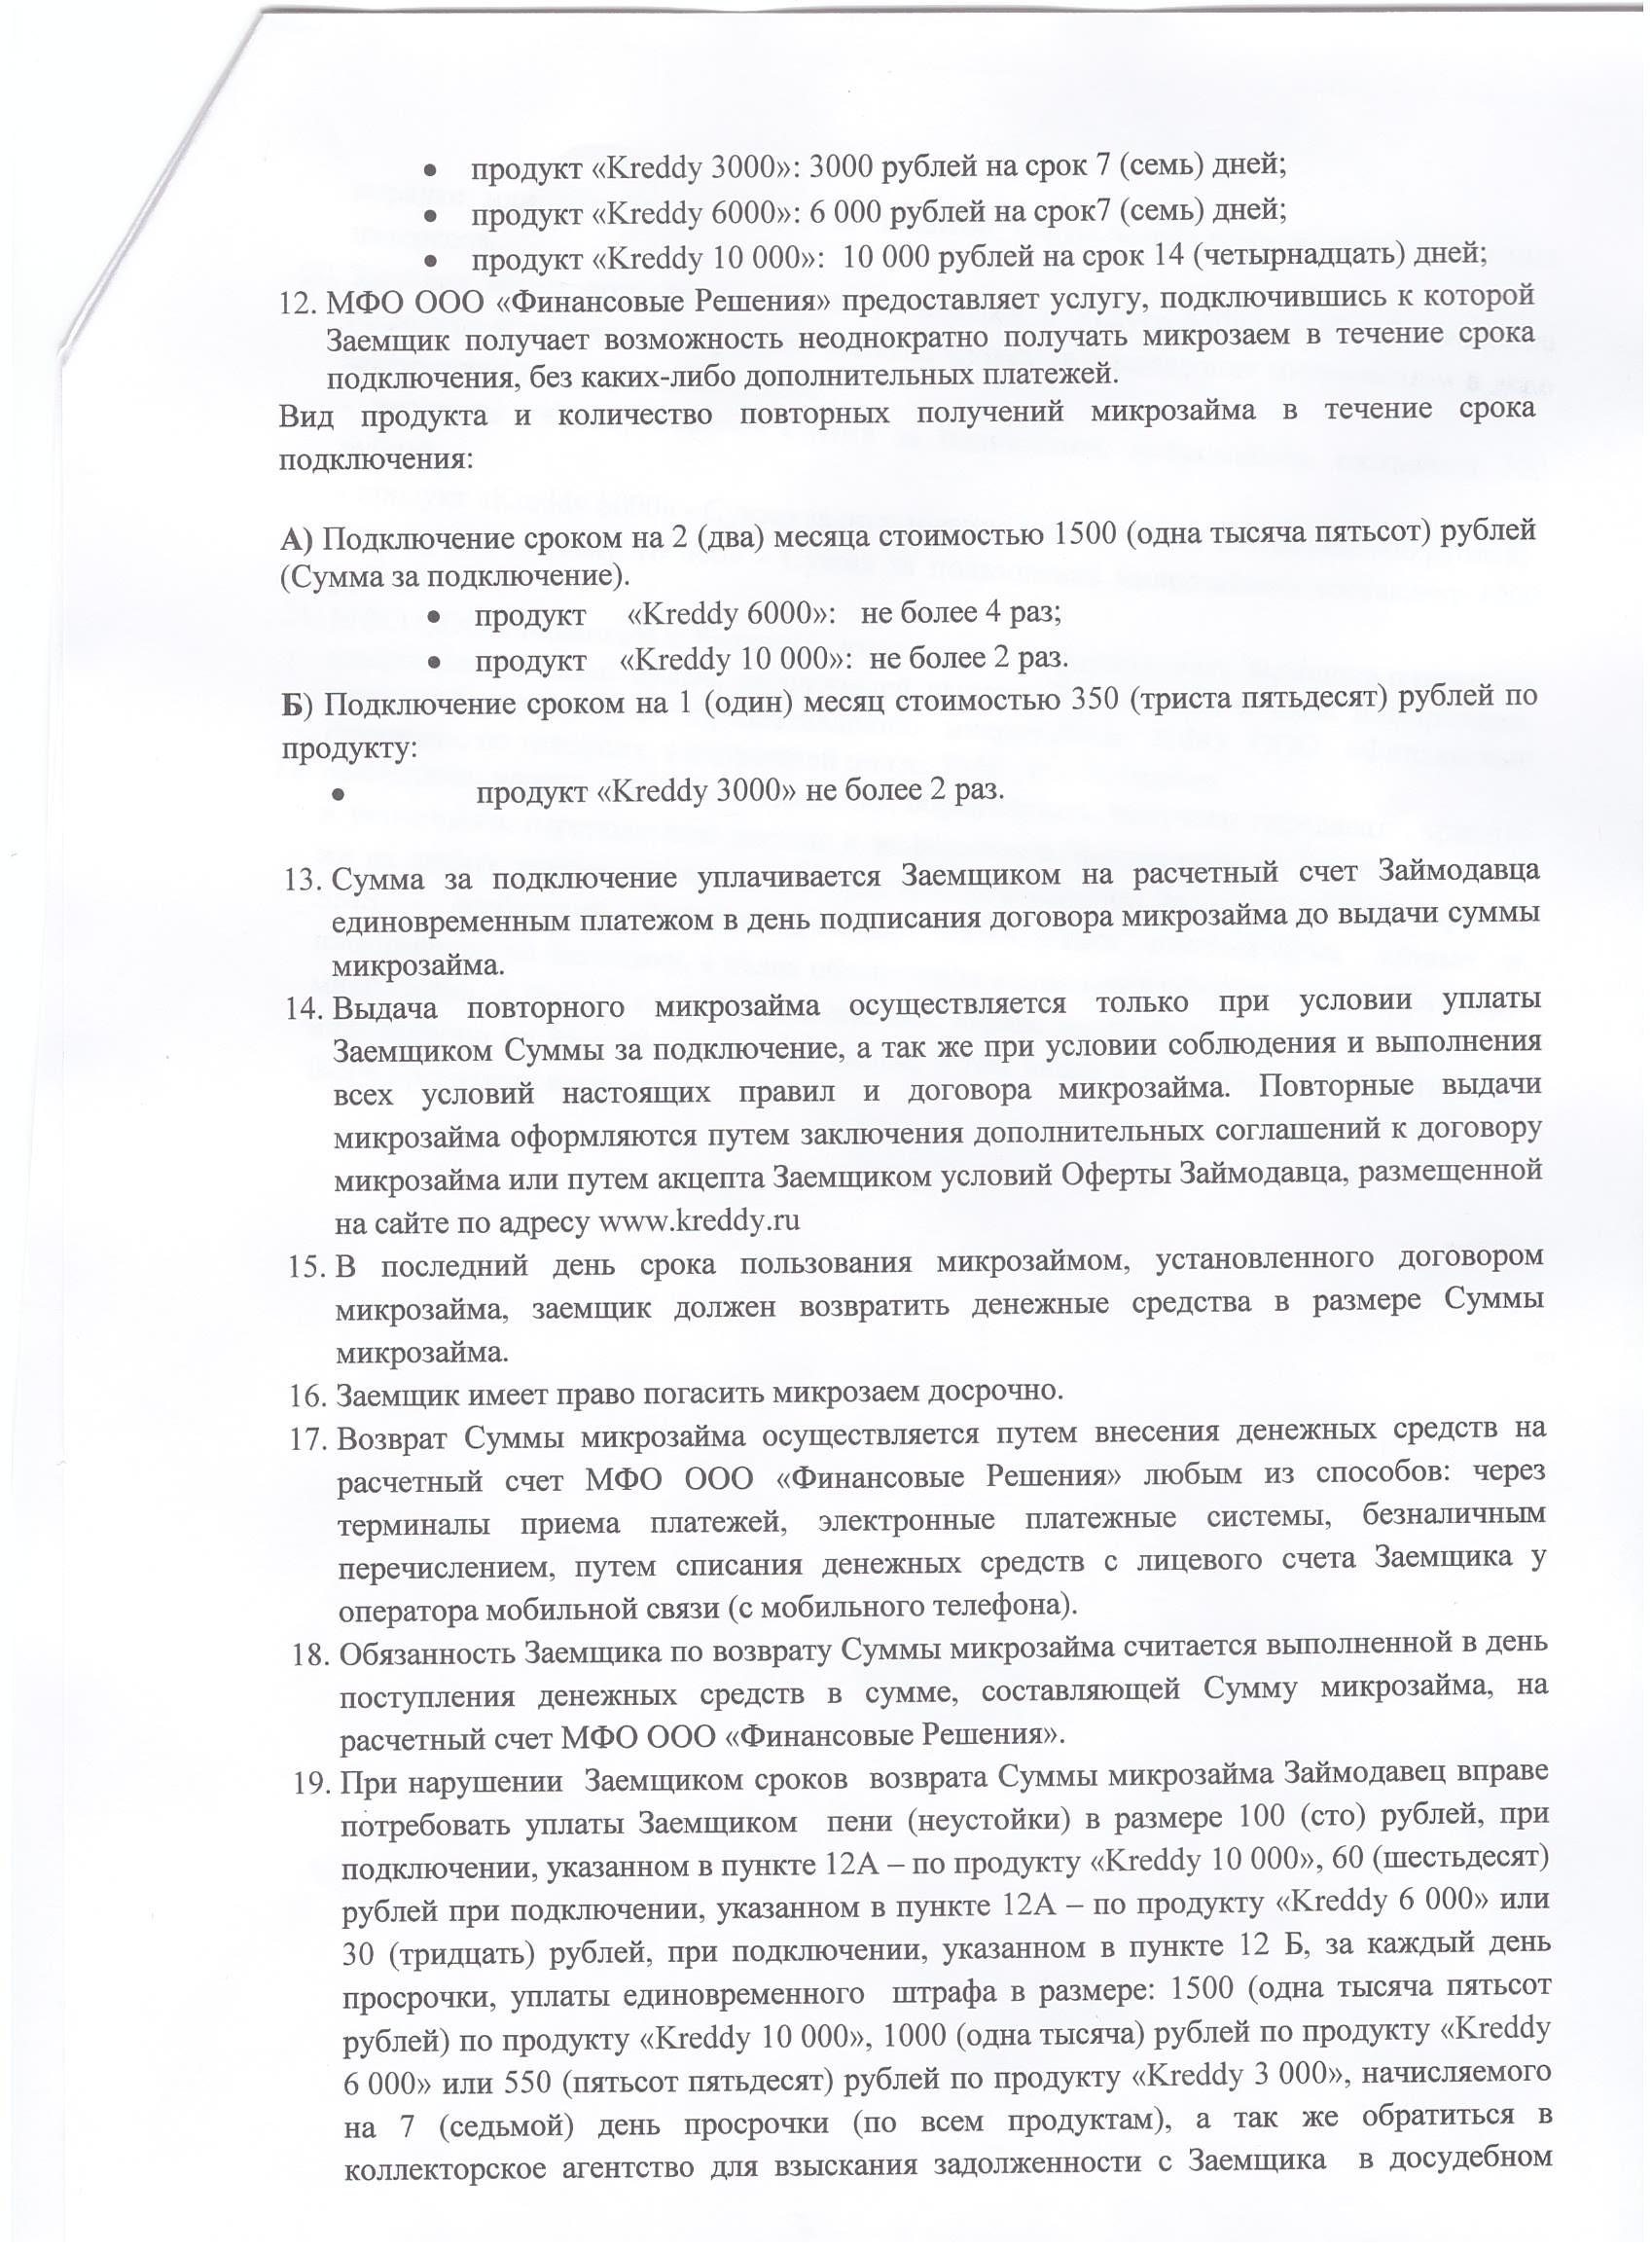 • продукт «Kreddy 3000»: 3000 рублей на срок 7 (семь) дней;
• продукт «Kreddy 6000»: 6 000 рублей на срок7 (семь) дней;
• продукт «Kreddy 10 000»: 10 000 рублей на срок 14 (четырнадцать) дней;
12. МФО ООО «Финансовые Решения» предоставляет услугу, подключившись к которой
Заемщик получает возможность неоднократно получать микрозаем в течение срока
подключения, без каких-либо дополнительных платежей.
Вид продукта и количество повторных получений микрозайма в течение срока
подключения:
А) Подключение сроком на 2 (два) месяца стоимостью 1500 (одна тысяча пятьсот) рублей
(Сумма за подключение).
• продукт «Kreddy 6000»: не более 4 раз;
• продукт «Kreddy 10 000»: не более 2 раз.
Б) Подключение сроком на 1 (один) месяц стоимостью 350 (триста пятьдесят) рублей по
продукту:
• продукт «Kreddy 3000» не более 2 раз.
13. Сумма за подключение уплачивается Заемщиком на расчетный счет Займодавца
единовременным платежом в день подписания договора микрозайма до выдачи суммы
микрозайма.
14. Выдача повторного микрозайма осуществляется только при условии уплаты
Заемщиком Суммы за подключение, а так же при условии соблюдения и выполнения
всех условий настоящих правил и договора микрозайма. Повторные выдачи
микрозайма оформляются путем заключения дополнительных соглашений к договору
микрозайма или путем акцепта Заемщиком условий Оферты Займодавца, размещенной
на сайте по адресу www.kreddy.ru
15. В последний день срока пользования микрозаймом, установленного договором
микрозайма, заемщик должен возвратить денежные средства в размере Суммы
микрозайма.
16. Заемщик имеет право погасить микрозаем досрочно.
17. Возврат Суммы микрозайма осуществляется путем внесения денежных средств на
расчетный счет МФО ООО «Финансовые Решения» любым из способов: через
терминалы приема платежей, электронные платежные системы, безналичным
перечислением, путем списания денежных средств с лицевого счета Заемщика у
оператора мобильной связи (с мобильного телефона).
18. Обязанность Заемщика по возврату Суммы микрозайма считается выполненной в день
поступления денежных средств в сумме, составляющей Сумму микрозайма, на
расчетный счет МФО ООО «Финансовые Решения».
19. При нарушении Заемщиком сроков возврата Суммы микрозайма Займодавец вправе
потребовать уплаты Заемщиком пени (неустойки) в размере 100 (сто) рублей, при
подключении, указанном в пункте 12А – по продукту «Kreddy 10 000», 60 (шестьдесят)
рублей при подключении, указанном в пункте 12А – по продукту «Kreddy 6 000» или
30 (тридцать) рублей, при подключении, указанном в пункте 12 Б, за каждый день
просрочки, уплаты единовременного штрафа в размере: 1500 (одна тысяча пятьсот
рублей) по продукту «Kreddy 10 000», 1000 (одна тысяча) рублей по продукту «Kreddy
6 000» или 550 (пятьсот пятьдесят) рублей по продукту «Kreddy 3 000», начисляемого
на 7 (седьмой) день просрочки (по всем продуктам), а так же обратиться в
коллекторское агентство для взыскания задолженности с Заемщика в досудебном